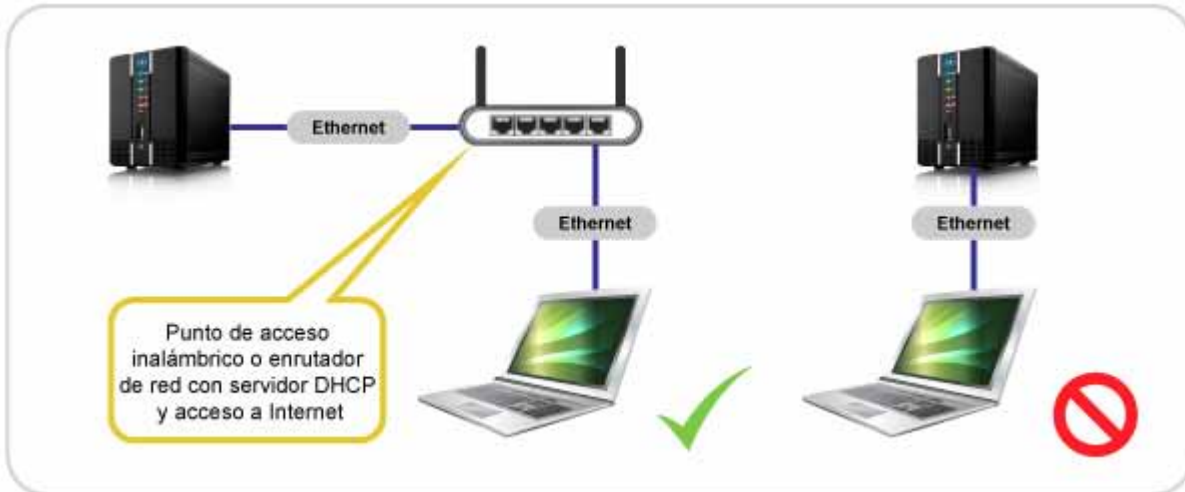 Ethernet
Ethernet
Ethernet
Punto de acceso
inalámbrico o enrutador
de red con servidor DHCP
y acceso a Internet